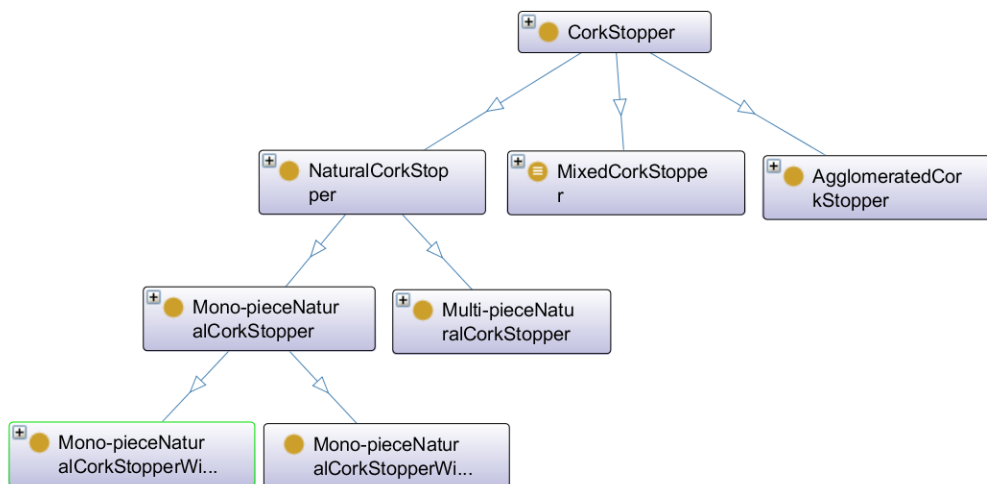 CorkStopper
NaturalCorkStop
per
MixedCorkStoppe
r
AgglomeratedCor
kStopper
Mono-pieceNatur
alCorkStopper
Multi-pieceNatu
ralCorkStopper
Mono-pieceNatur
alCorkStopperWi...
Mono-pieceNatur
alCorkStopperWi...